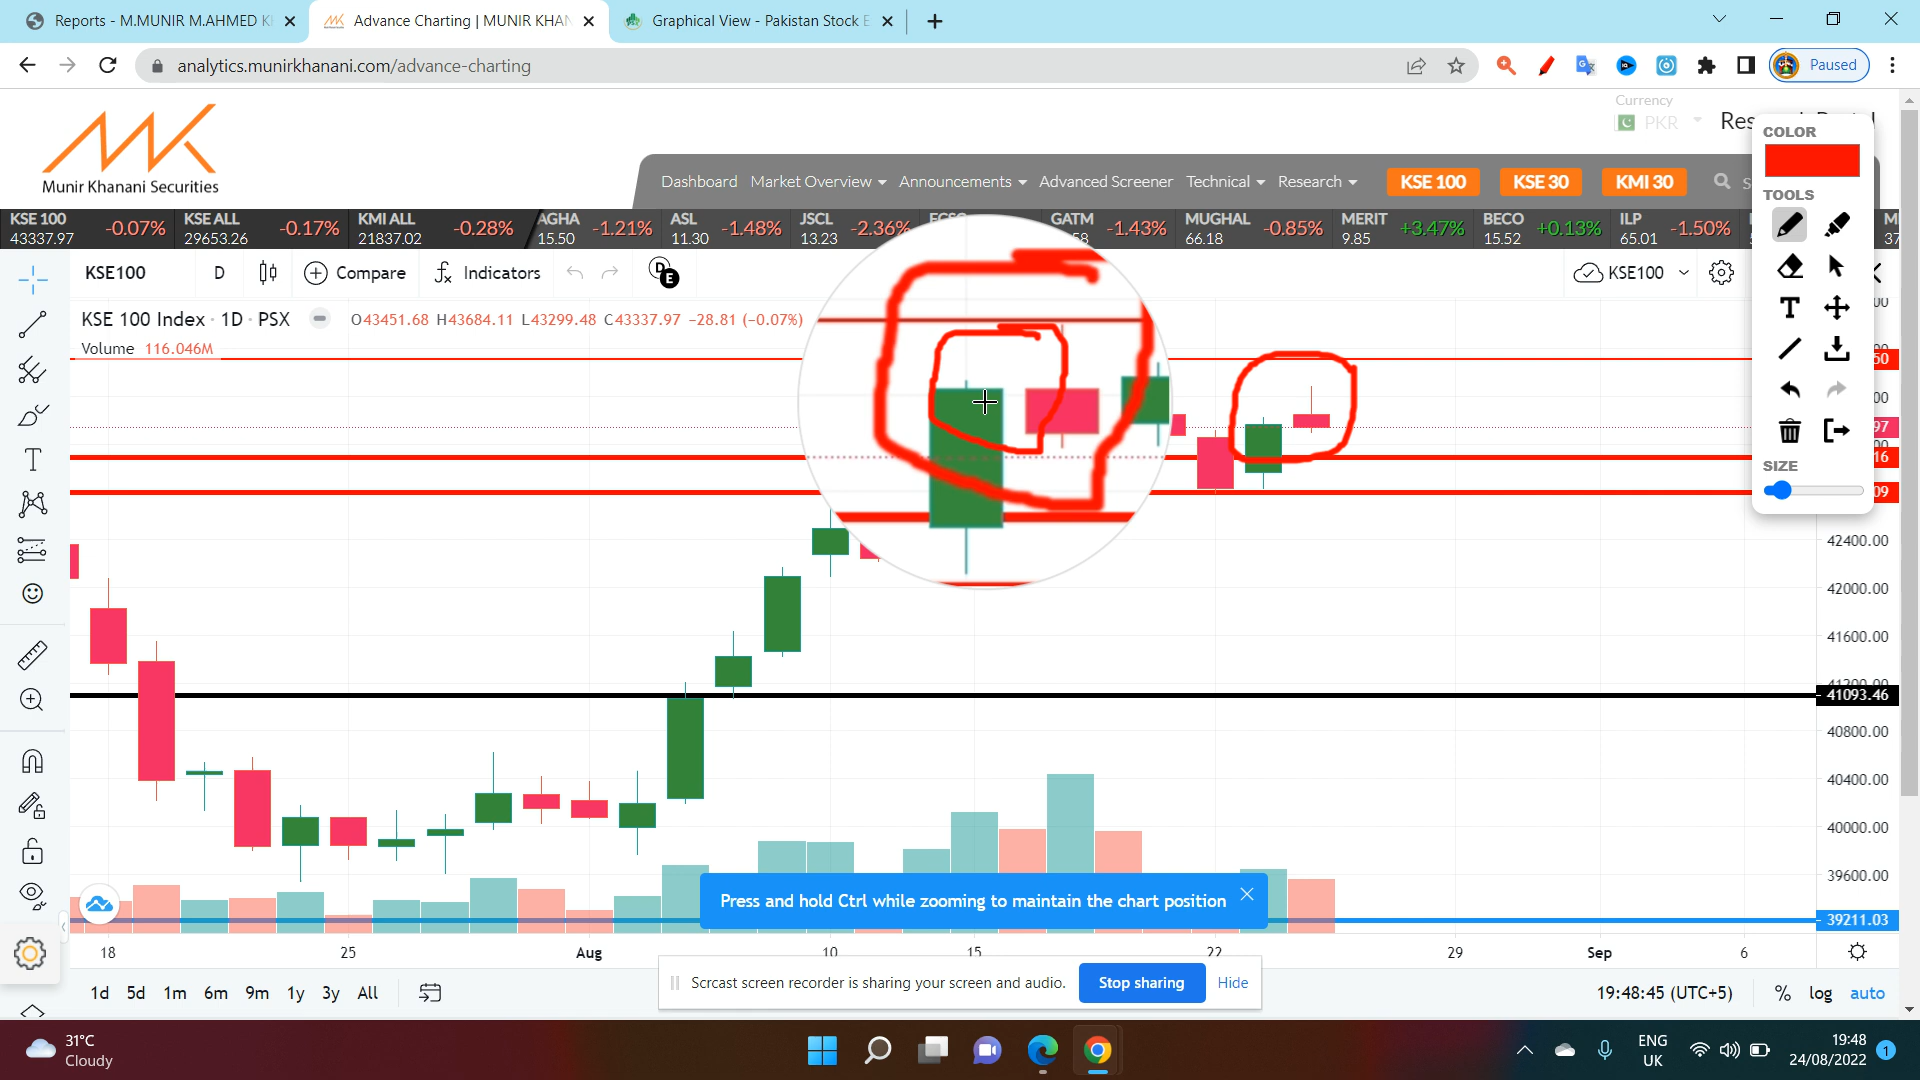 Reports - M.MUNIR M.AHMED K
Advance Charting | MUNIR KHAN
Graphical View - Pakistan Stock E
analytics.munirkhanani.com/advance-charting
Paused
Munir Khanani Securities
Currency
PKR
COLOR
TOOLS
SIZE
Dashboard Market Overview Announcements Advanced Screener Technical Research KSE 100 KSE 30 KMI 30
KSE 100 43337.97 -0.07%
KSE ALL 29653.26 -0.17%
KMI ALL 21837.02 -0.28%
AGHA 15.50 -1.21%
ASL 11.30 -1.48%
JSCL 13.23 -2.36%
GATM -1.43%
MUGHAL 66.18 -0.85%
MERIT 9.85 +3.47%
BECO 15.52 +0.13%
ILP 65.01 -1.50%
KSE100 D Compare Indicators D E KSE100
KSE 100 Index · 1D · PSX O43451.68 H43684.11 L43299.48 C43337.97 -28.81 (-0.07%)
Volume 116.046M
42400.00
42000.00
41600.00
41200.00
41093.46
40800.00
40400.00
40000.00
39600.00
39211.03
Press and hold Ctrl while zooming to maintain the chart position
18 25 Aug 10 15 22 29 Sep 6
Scrcast screen recorder is sharing your screen and audio. Stop sharing Hide
1d 5d 1m 6m 9m 1y 3y All
19:48:45 (UTC+5) % log auto
31°C
Cloudy
ENG
UK
19:48
24/08/2022
1